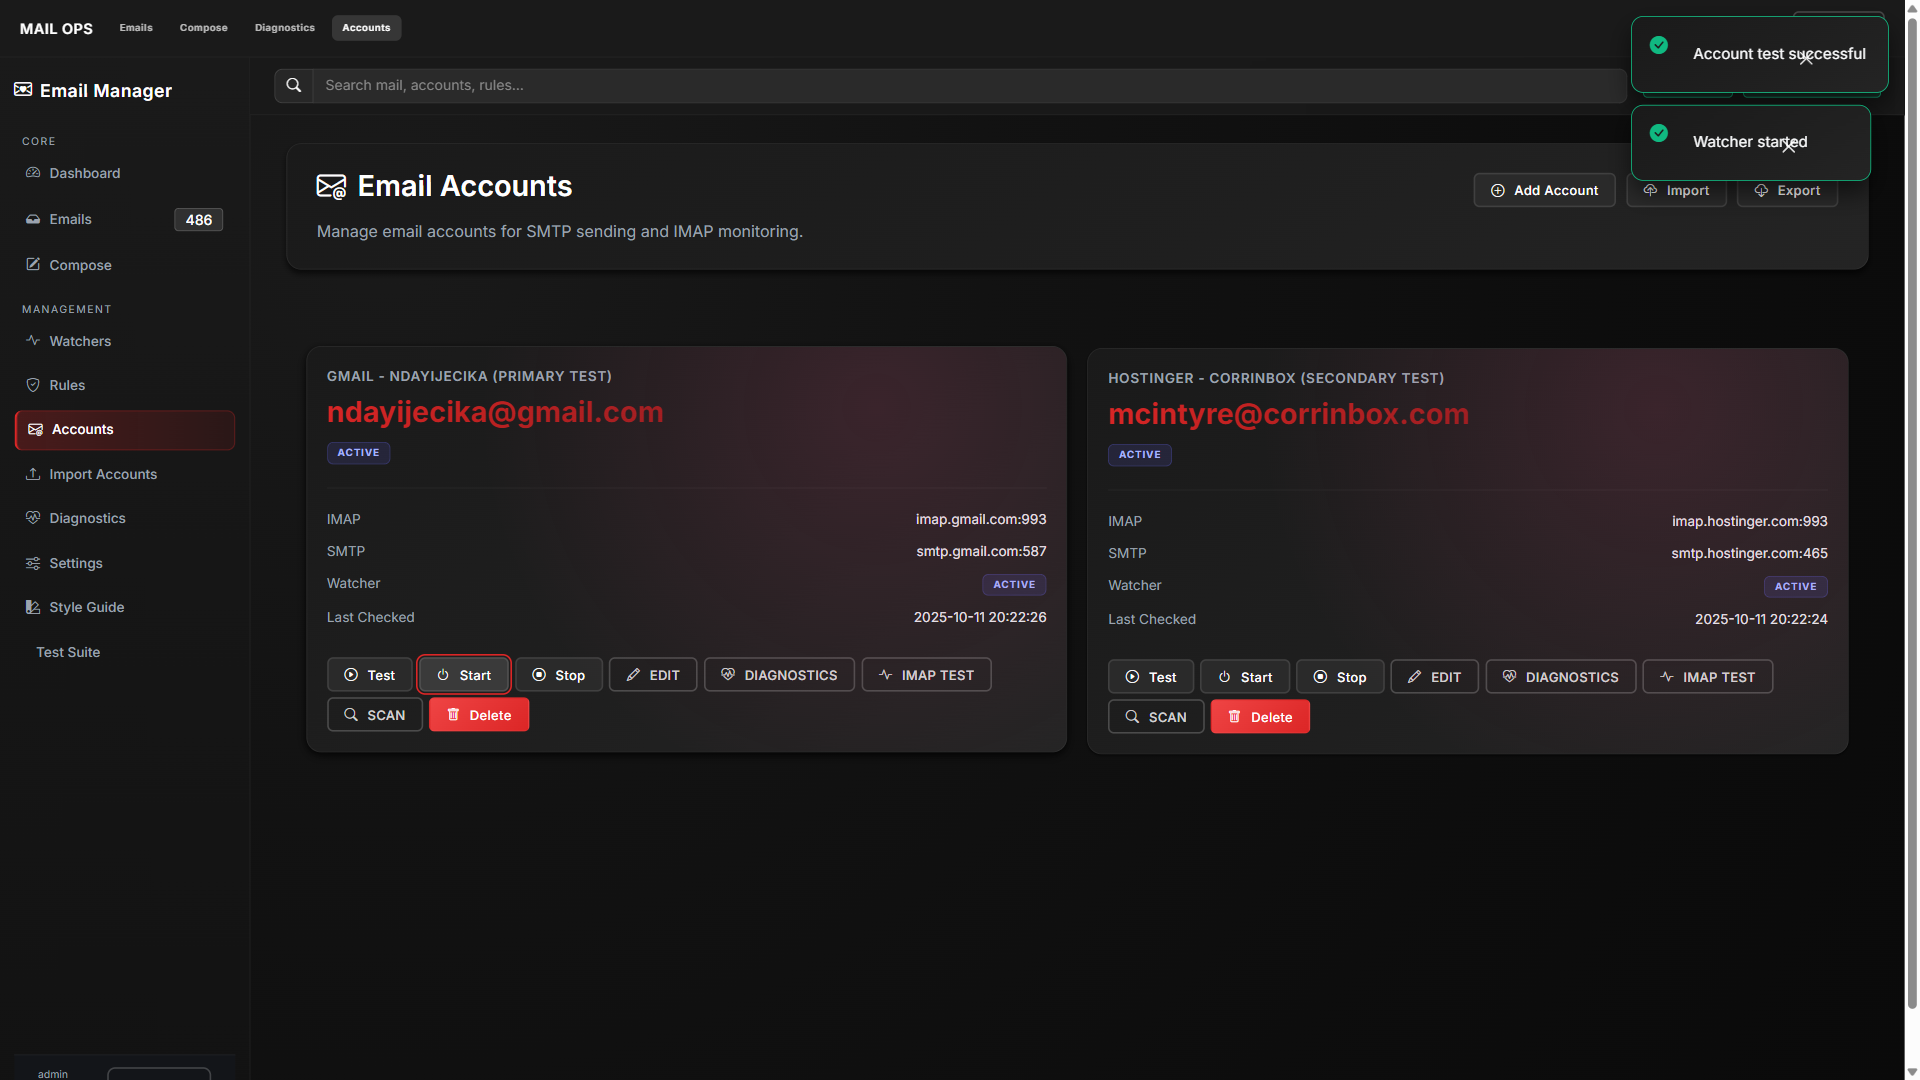 MAIL OPS Emails Compose Diagnostics Accounts
Account test successful
Watcher started
Email Manager
Search mail, accounts, rules...
CORE
Dashboard
Emails 486
Compose
MANAGEMENT
Watchers
Rules
Accounts
Import Accounts
Diagnostics
Settings
Style Guide
Test Suite
admin
Email Accounts
Manage email accounts for SMTP sending and IMAP monitoring.
Add Account Import Export
GMAIL - NDAYIJECIKA (PRIMARY TEST)
ndayijecika@gmail.com
ACTIVE
IMAP imap.gmail.com:993
SMTP smtp.gmail.com:587
Watcher ACTIVE
Last Checked 2025-10-11 20:22:26
Test Start Stop EDIT DIAGNOSTICS IMAP TEST
SCAN Delete
HOSTINGER - CORRINBOX (SECONDARY TEST)
mcintyre@corrinbox.com
ACTIVE
IMAP imap.hostinger.com:993
SMTP smtp.hostinger.com:465
Watcher ACTIVE
Last Checked 2025-10-11 20:22:24
Test Start Stop EDIT DIAGNOSTICS IMAP TEST
SCAN Delete